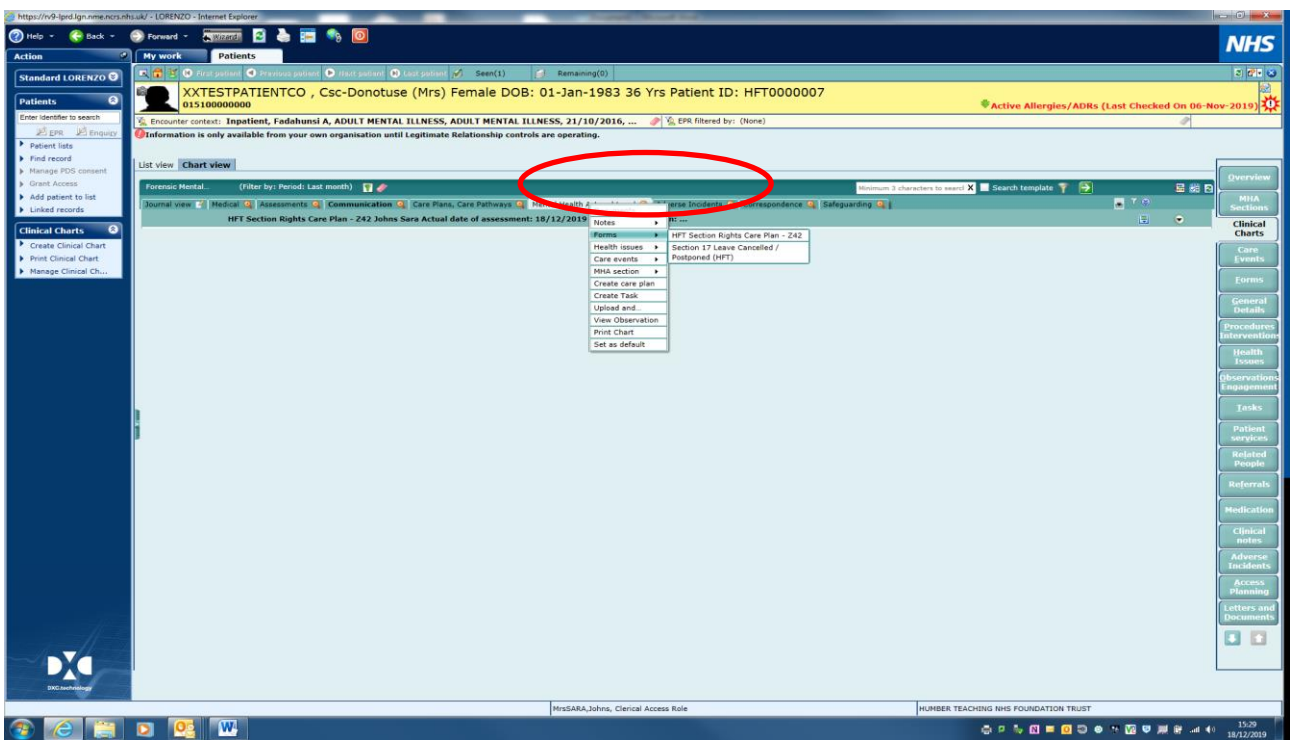 https://nv9-lprd.lgn.nme.ncrs.nhs.uk/ - LORENZO - Internet Explorer
Help Back Forward Wizards
NHS
Action
My work Patients
Standard LORENZO
First patient Previous patient Next patient Last patient Seen(1) Remaining(0)
XXTESTPATIENTCO , Csc-Donotuse (Mrs) Female DOB: 01-Jan-1983 36 Yrs Patient ID: HFT0000007
015100000000
Active Allergies/ADRs (Last Checked On 06-Nov-2019)
Encounter context: Inpatient, Fadahunsi A, ADULT MENTAL ILLNESS, ADULT MENTAL ILLNESS, 21/10/2016, ... EPR filtered by: (None)
Information is only available from your own organisation until Legitimate Relationship controls are operating.
Patients
Enter Identifier to search
EPR Enquiry
Patient lists
Find record
Manage PDS consent
Grant Access
Add patient to list
Linked records
Clinical Charts
Create Clinical Chart
Print Clinical Chart
Manage Clinical Ch...
List view Chart view
Forensic Mental... (Filter by: Period: Last month) Minimum 3 characters to search X Search template
Journal view Medical Assessments Communication Care Plans, Care Pathways Mental Health Adverse Incidents Correspondence Safeguarding
HFT Section Rights Care Plan - Z42 Johns Sara Actual date of assessment: 18/12/2019
Notes
Forms
Health issues
Care events
MHA section
Create care plan
Create Task
Upload and...
View Observation
Print Chart
Set as default
HFT Section Rights Care Plan - Z42
Section 17 Leave Cancelled /
Postponed (HFT)
Overview
MHA
Sections
Clinical
Charts
Care
Events
Forms
General
Details
Procedures
Interventions
Health
Issues
Observations
Engagement
Tasks
Patient
services
Related
People
Referrals
Medication
Clinical
notes
Adverse
Incidents
Access
Planning
Letters and
Documents
DXC.technology
MrsSARA,Johns, Clerical Access Role
HUMBER TEACHING NHS FOUNDATION TRUST
15:29
18/12/2019